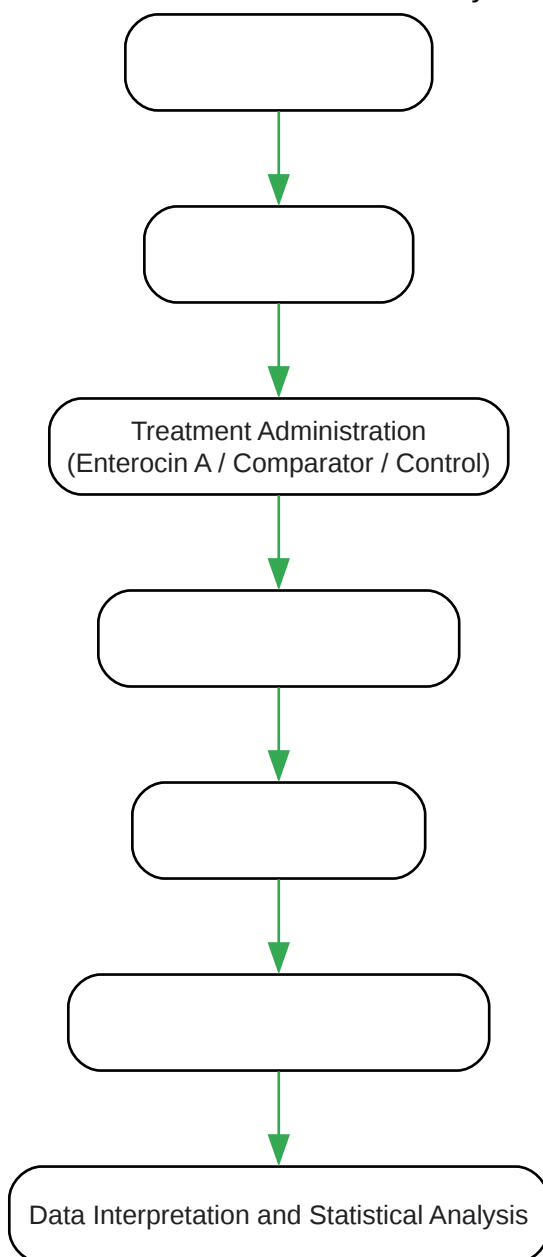 Treatment Administration
(Enterocin A / Comparator / Control)
Data Interpretation and Statistical Analysis